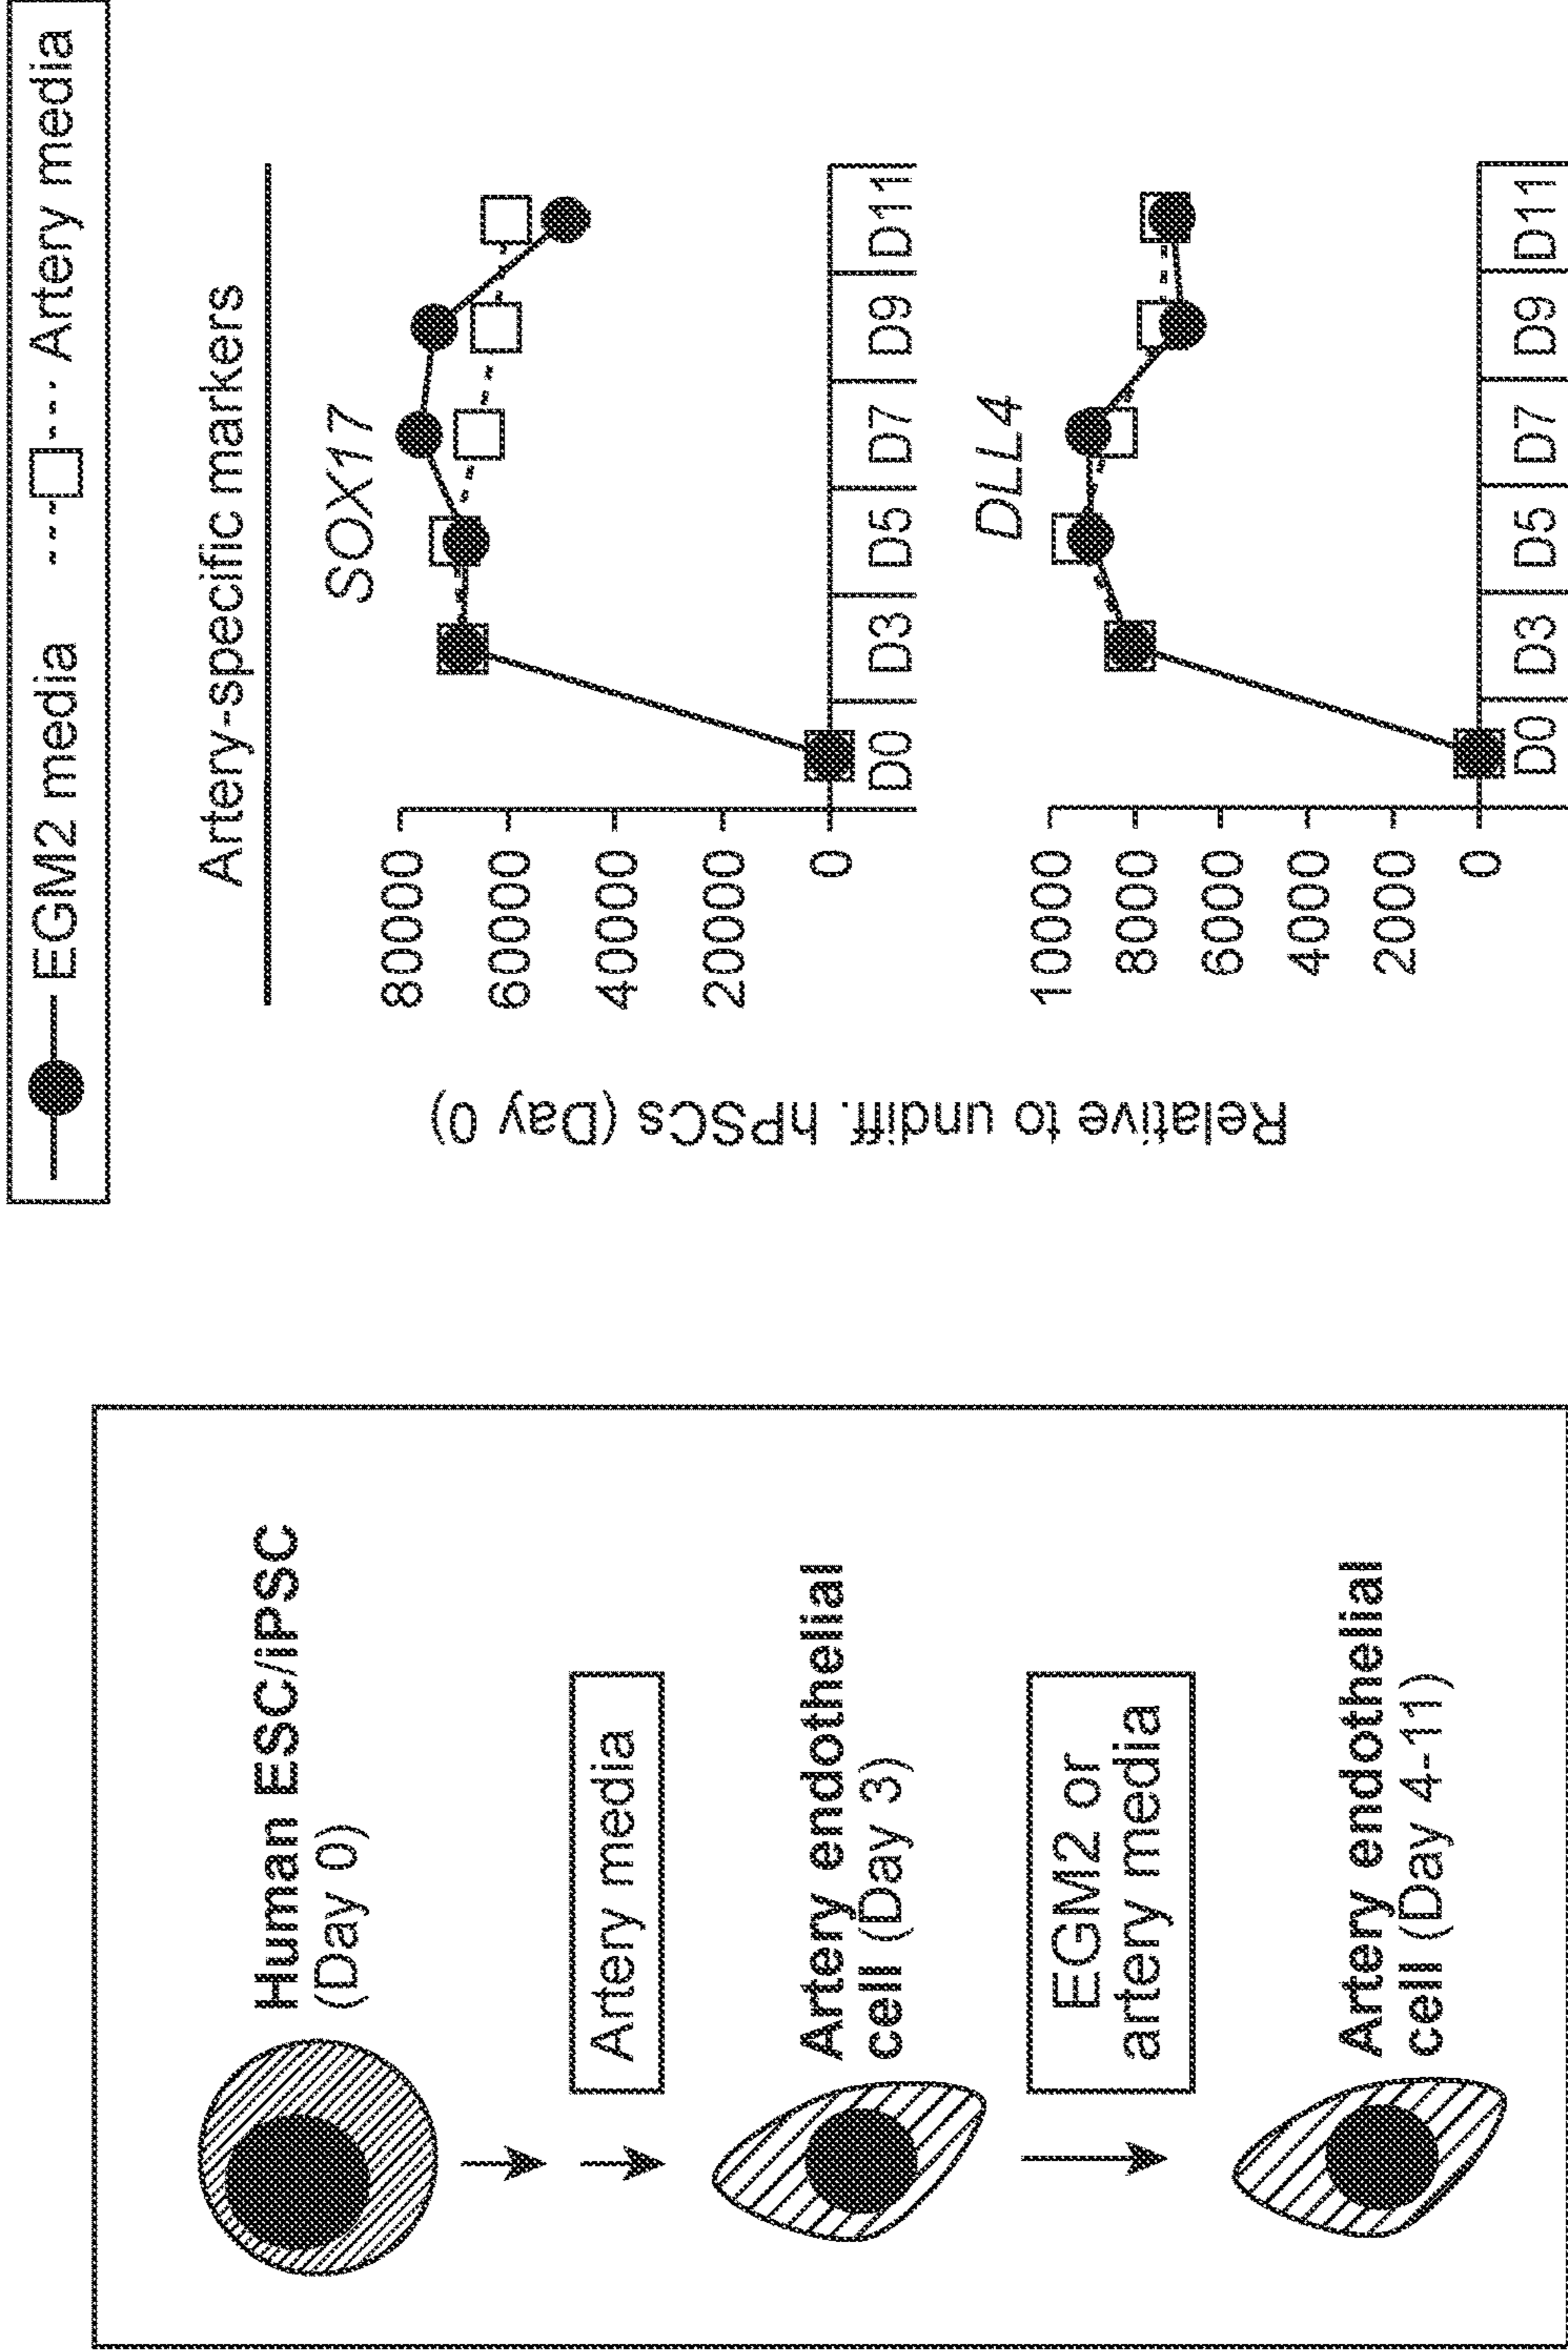 Human ESC/iPSC
(Day 0)
Artery media
Artery endothelial
cell (Day 3)
EGM2 or
artery media
Artery endothelial
cell (Day 4-11)
EGM2 media
Artery media
Artery-specific markers
Relative to undiff. hPSCs (Day 0)
SOX17
80000
60000
40000
20000
0
D0 D3 D5 D7 D9 D11
DLL4
10000
8000
6000
4000
2000
0
D0 D3 D5 D7 D9 D11